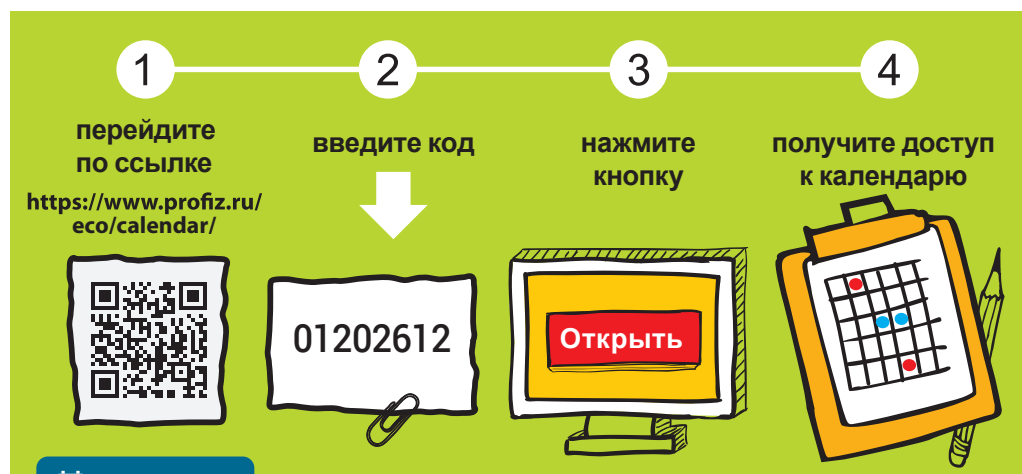 1
2
3
4
перейдите
по ссылке
https://www.profiz.ru/
eco/calendar/
введите код
01202612
нажмите
кнопку
Открыть
получите доступ
к календарю